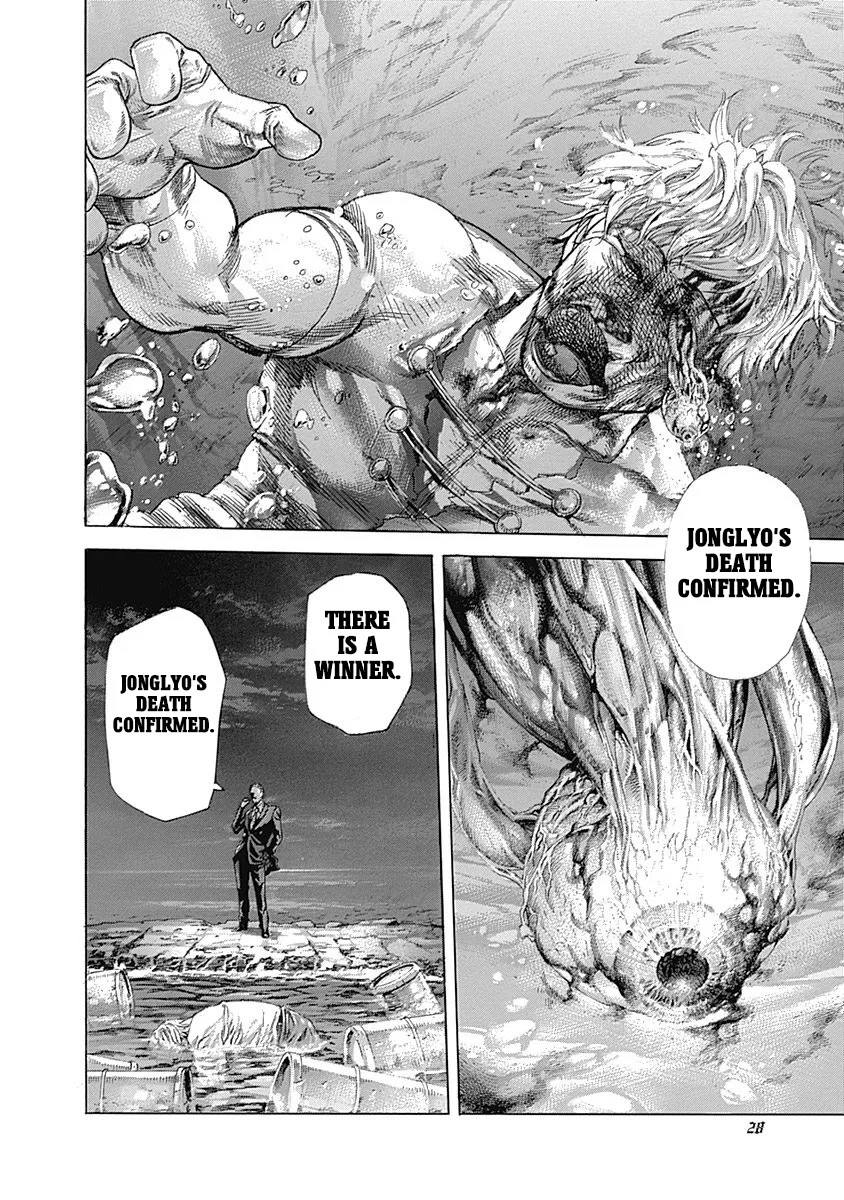 JONGLYO'S
DEATH
CONFIRMED.
THERE
IS A
WINNER.
JONGLYO'S
DEATH
CONFIRMED.
28